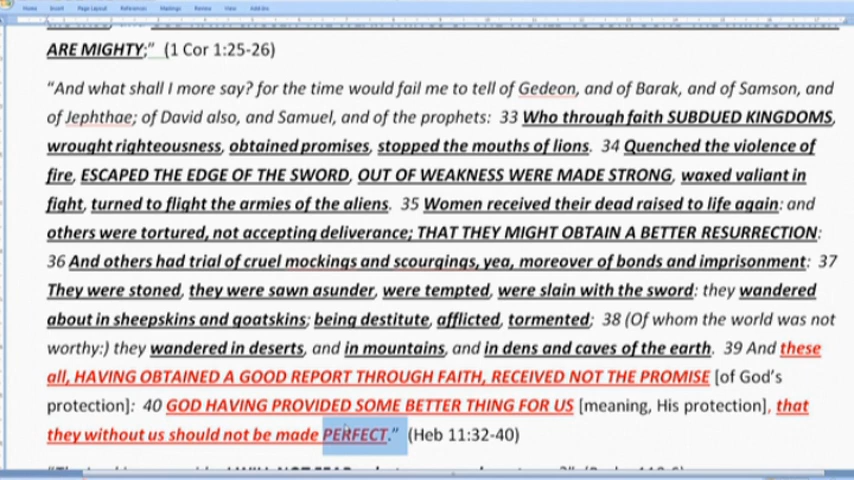 Home Insert Page Layout References Mailings Review View Add-Ins
ARE MIGHTY;” (1 Cor 1:25-26)
“And what shall I more say? for the time would fail me to tell of Gedeon, and of Barak, and of Samson, and
of Jephthae; of David also, and Samuel, and of the prophets: 33 Who through faith SUBDUED KINGDOMS,
wrought righteousness, obtained promises, stopped the mouths of lions. 34 Quenched the violence of
fire, ESCAPED THE EDGE OF THE SWORD, OUT OF WEAKNESS WERE MADE STRONG, waxed valiant in
fight, turned to flight the armies of the aliens. 35 Women received their dead raised to life again: and
others were tortured, not accepting deliverance; THAT THEY MIGHT OBTAIN A BETTER RESURRECTION:
36 And others had trial of cruel mockings and scourgings, yea, moreover of bonds and imprisonment: 37
They were stoned, they were sawn asunder, were tempted, were slain with the sword: they wandered
about in sheepskins and goatskins; being destitute, afflicted, tormented; 38 (Of whom the world was not
worthy:) they wandered in deserts, and in mountains, and in dens and caves of the earth. 39 And these
all, HAVING OBTAINED A GOOD REPORT THROUGH FAITH, RECEIVED NOT THE PROMISE [of God’s
protection]: 40 GOD HAVING PROVIDED SOME BETTER THING FOR US [meaning, His protection], that
they without us should not be made PERFECT.” (Heb 11:32-40)